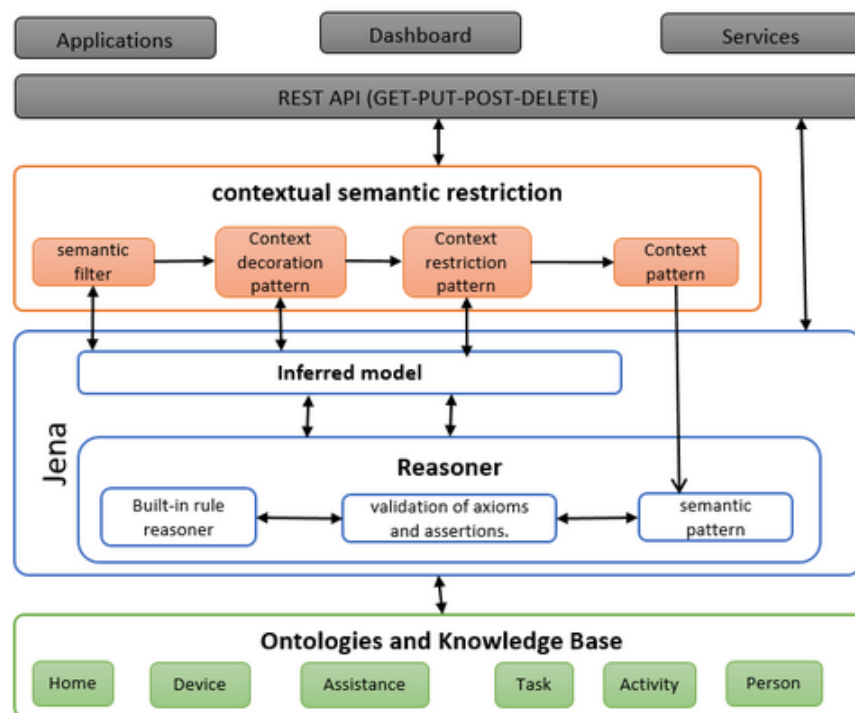 Applications
Dashboard
Services
REST API (GET-PUT-POST-DELETE)
contextual semantic restriction
semantic
filter
Context
decoration
pattern
Context
restriction
pattern
Context
pattern
Inferred model
Jena
Reasoner
Built-in rule
reasoner
validation of axioms
and assertions.
semantic
pattern
Ontologies and Knowledge Base
Home
Device
Assistance
Task
Activity
Person